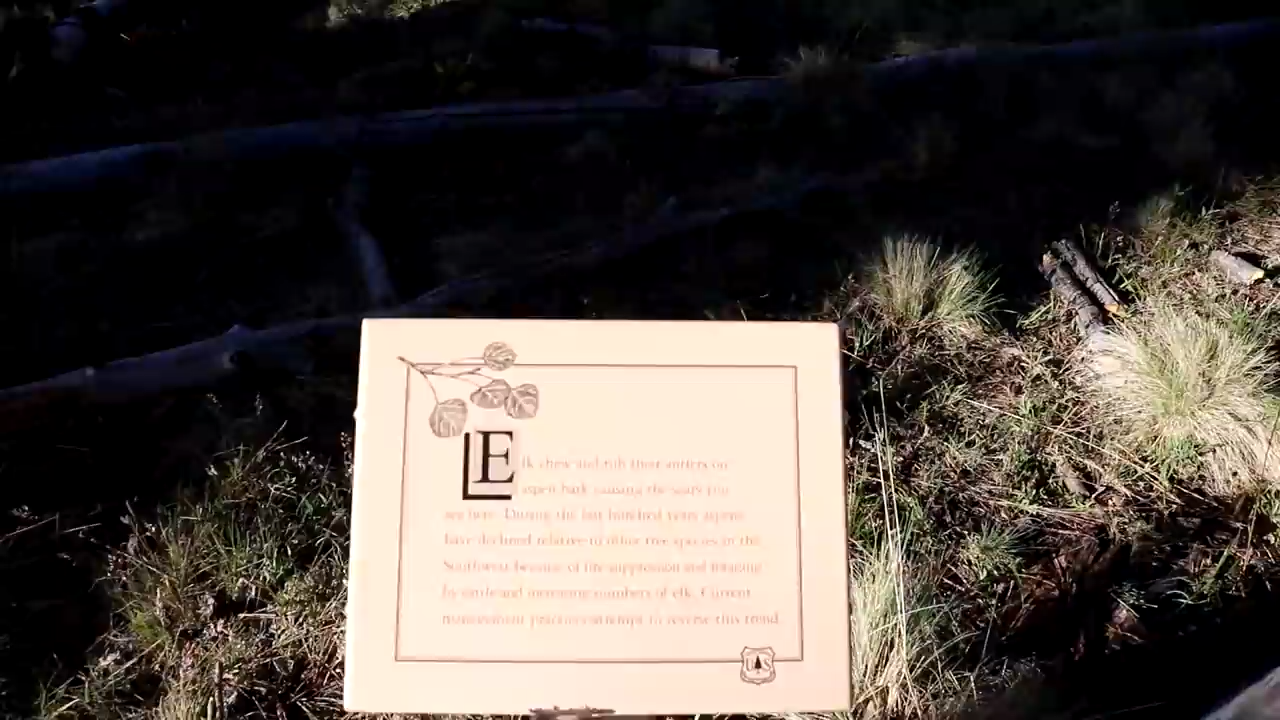 Elk chew and rub their antlers on
aspen bark causing the scars you
see here. During the last hundred years aspens
have declined relative to other tree species in the
Southwest because of fire suppression and foraging
by cattle and increasing numbers of elk. Current
management practices attempt to reverse this trend.
U S